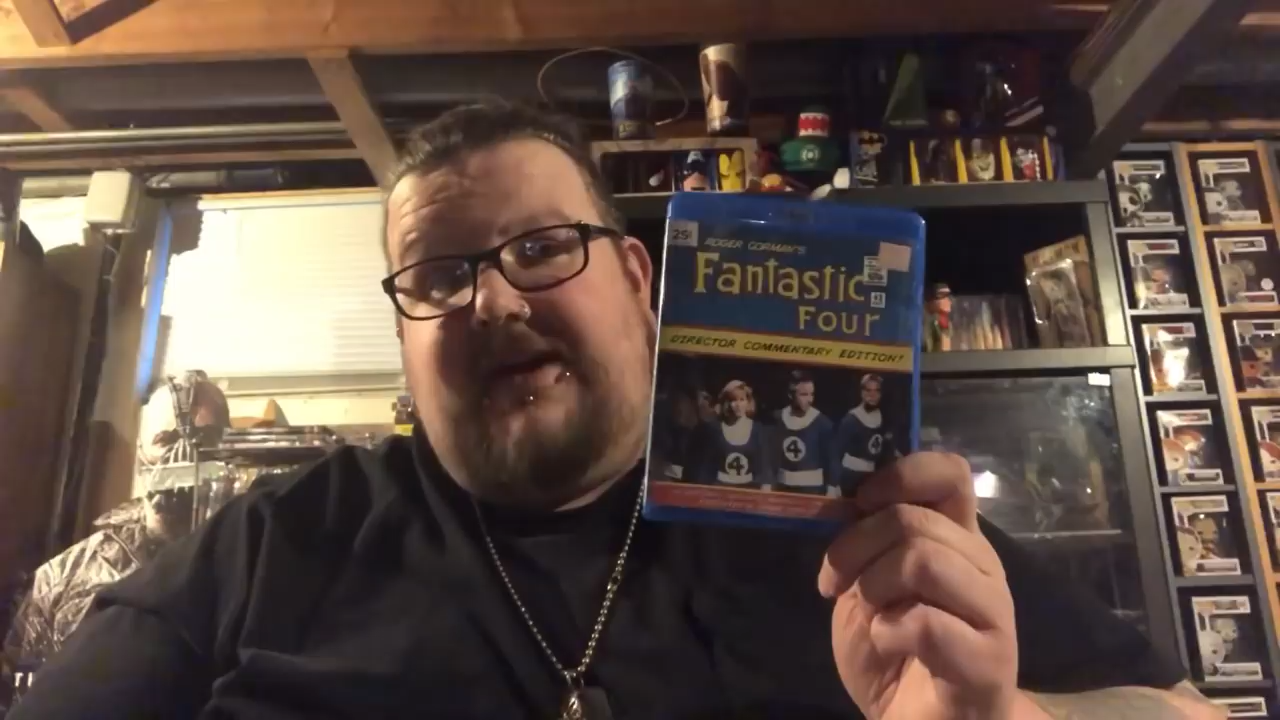 25¢
ROGER CORMAN'S
Fantastic
FOUR
DIRECTOR COMMENTARY EDITION!
4
4
4